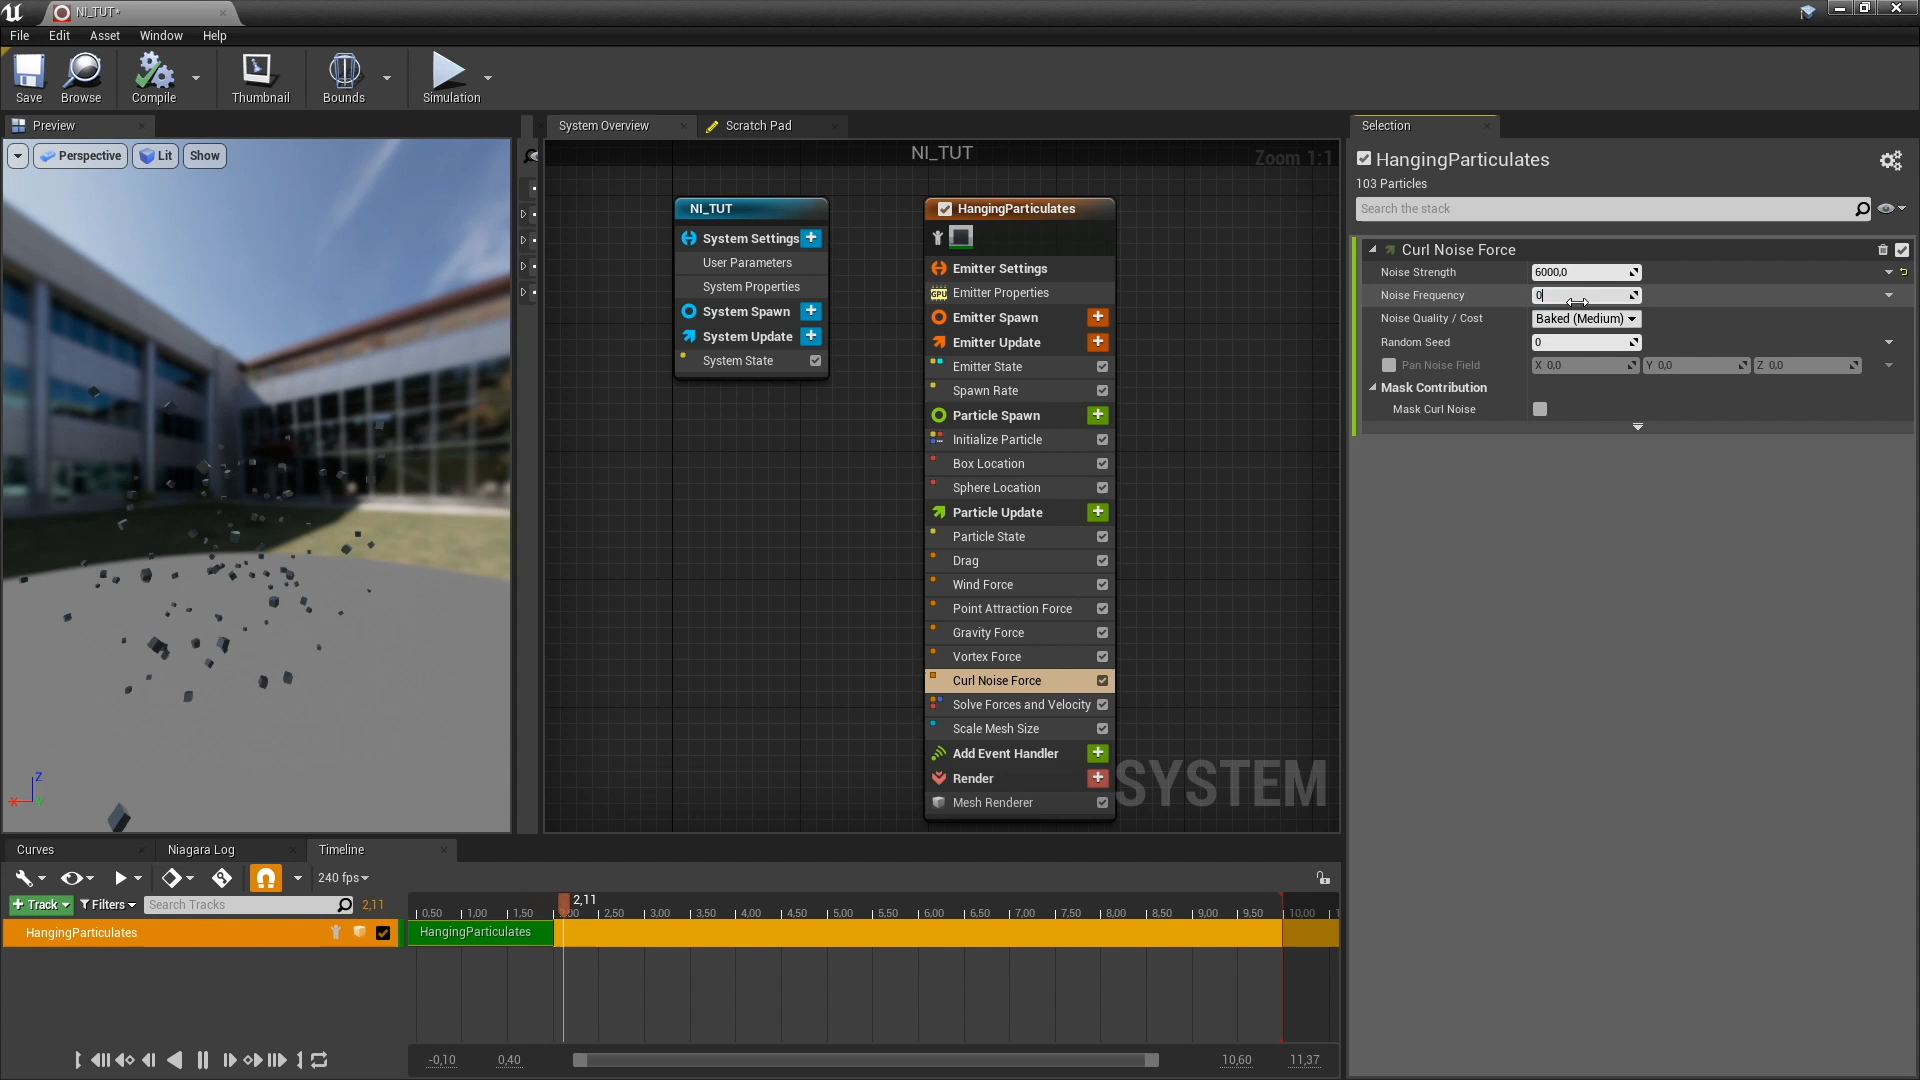 NI_TUT*
File Edit Asset Window Help
Save Browse Compile Thumbnail Bounds Simulation
Preview
System Overview
Scratch Pad
Selection
Perspective Lit Show
NI_TUT
Zoom 1:1
HangingParticulates
103 Particles
Search the stack
NI_TUT
System Settings
User Parameters
System Properties
System Spawn
System Update
System State
HangingParticulates
Emitter Settings
GPU Emitter Properties
Emitter Spawn
Emitter Update
Emitter State
Spawn Rate
Particle Spawn
Initialize Particle
Box Location
Sphere Location
Particle Update
Particle State
Drag
Wind Force
Point Attraction Force
Gravity Force
Vortex Force
Curl Noise Force
Solve Forces and Velocity
Scale Mesh Size
Add Event Handler
Render
Mesh Renderer
SYSTEM
Curl Noise Force
Noise Strength 6000,0
Noise Frequency 0
Noise Quality / Cost Baked (Medium)
Random Seed 0
Pan Noise Field X 0,0 Y 0,0 Z 0,0
Mask Contribution
Mask Curl Noise
Z
X
Y
Curves
Niagara Log
Timeline
240 fps
+ Track Filters Search Tracks 2,11
2,11
0,50 1,00 1,50 2,50 3,00 3,50 4,00 4,50 5,00 5,50 6,00 6,50 7,00 7,50 8,00 8,50 9,00 9,50 10,00
HangingParticulates
HangingParticulates
-0,10 0,40 10,60 11,37